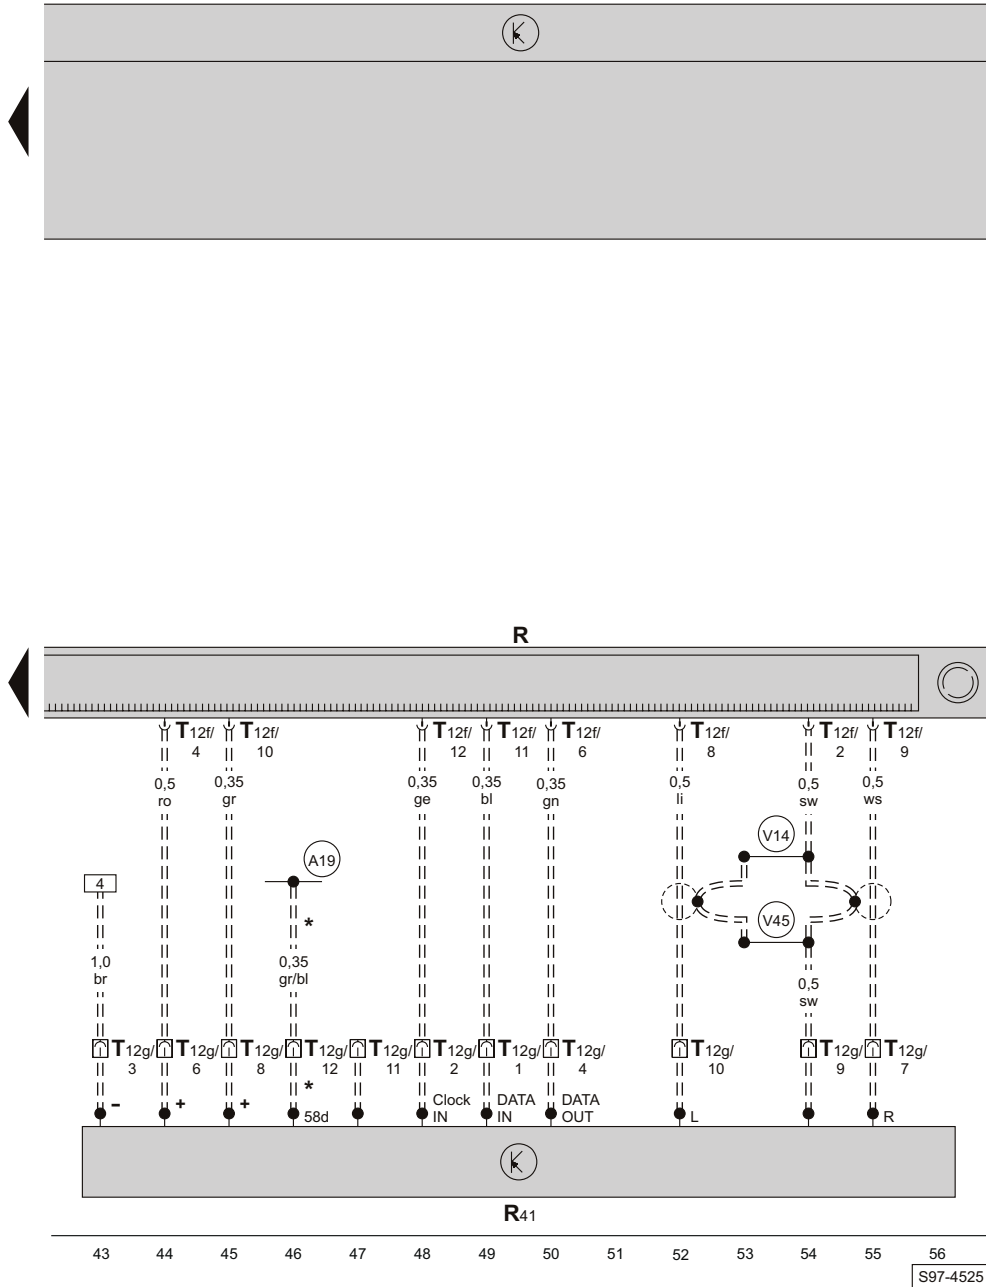 R
T12f/ T12f/ T12f/ T12f/ T12f/ T12f/ T12f/ T12f/
4 10 12 11 6 8 2 9
0,5 0,35 0,35 0,35 0,35 0,5 0,5 0,5
ro gr ge bl gn li sw ws
V14
A19
4
V45
*
1,0 0,35
br gr/bl
0,5
sw
T12g/ T12g/ T12g/ T12g/ T12g/ T12g/ T12g/ T12g/ T12g/ T12g/ T12g/
3 6 8 12 11 2 1 4 10 9 7
*
- + + Clock DATA DATA
58d IN IN OUT L R
R41
43 44 45 46 47 48 49 50 51 52 53 54 55 56
S97-4525